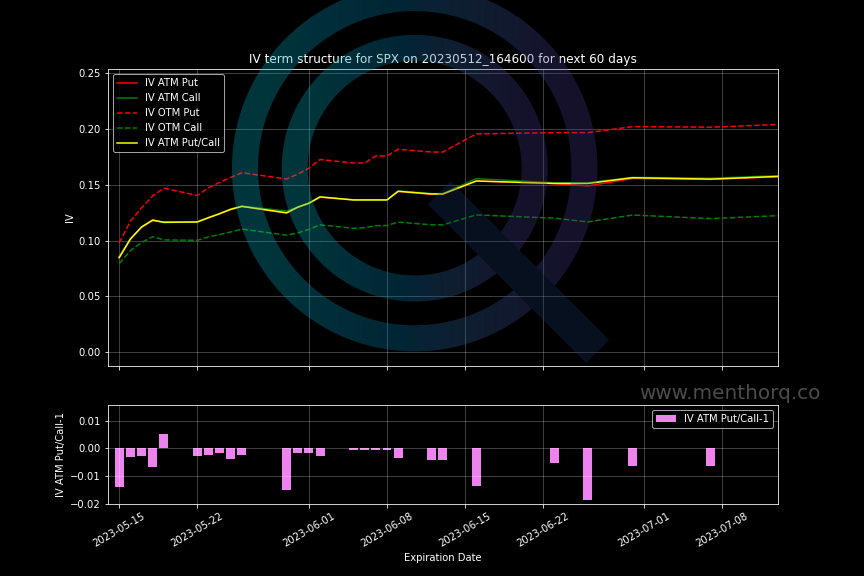 IV term structure for SPX on 20230512_164600 for next 60 days
IV ATM Put
IV ATM Call
IV OTM Put
IV OTM Call
IV ATM Put/Call
0.25
0.20
0.15
0.10
0.05
0.00
IV
www.menthorq.co
IV ATM Put/Call-1
0.01
0.00
−0.01
−0.02
IV ATM Put/Call-1
2023-05-15
2023-05-22
2023-06-01
2023-06-08
2023-06-15
2023-06-22
2023-07-01
2023-07-08
Expiration Date